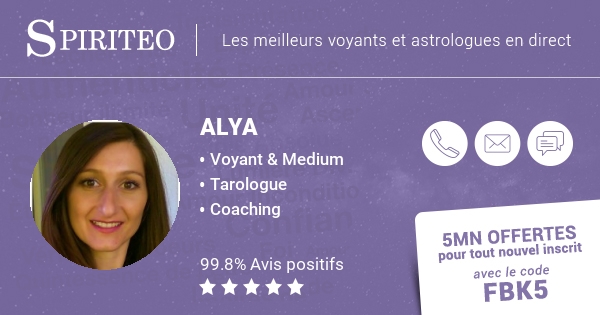 SPIRITEO
Les meilleurs voyants et astrologues en direct
ALYA
• Voyant & Medium
• Tarologue
• Coaching
99.8% Avis positifs
5MN OFFERTES
pour tout nouvel inscrit
avec le code
FBK5